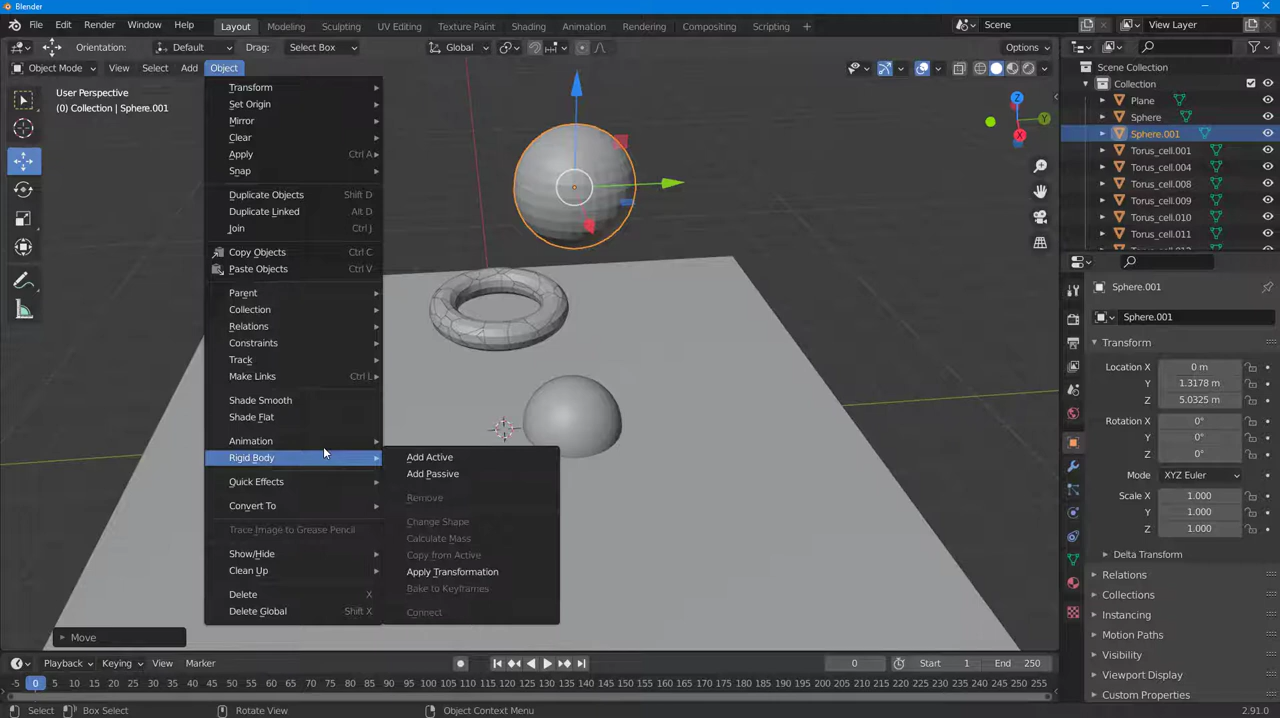 Blender
File Edit Render Window Help Layout Modeling Sculpting UV Editing Texture Paint Shading Animation Rendering Compositing Scripting + Scene View Layer
Orientation: Default Drag: Select Box Global Options
Object Mode View Select Add Object
User Perspective
(0) Collection | Sphere.001
Transform
Set Origin
Mirror
Clear
Apply Ctrl A
Snap
Duplicate Objects Shift D
Duplicate Linked Alt D
Join Ctrl J
Copy Objects Ctrl C
Paste Objects Ctrl V
Parent
Collection
Relations
Constraints
Track
Make Links Ctrl L
Shade Smooth
Shade Flat
Animation
Rigid Body
Quick Effects
Convert To
Trace Image to Grease Pencil
Show/Hide
Clean Up
Delete X
Delete Global Shift X
Add Active
Add Passive
Remove
Change Shape
Calculate Mass
Copy from Active
Apply Transformation
Bake to Keyframes
Connect
Z
Y
X
Move
Scene Collection
Collection
Plane
Sphere
Sphere.001
Torus_cell.001
Torus_cell.004
Torus_cell.008
Torus_cell.009
Torus_cell.010
Torus_cell.011
Sphere.001
Sphere.001
Transform
Location X 0 m
Y 1.3178 m
Z 5.0325 m
Rotation X 0°
Y 0°
Z 0°
Mode XYZ Euler
Scale X 1.000
Y 1.000
Z 1.000
Delta Transform
Relations
Collections
Instancing
Motion Paths
Visibility
Viewport Display
Custom Properties
Playback Keying View Marker 0 Start 1 End 250
0 10 15 20 25 30 35 40 45 50 55 60 65 70 75 80 85 90 95 100 105 110 115 120 125 130 135 140 145 150 155 160 165 170 175 180 185 190 195 200 205 210 215 220 225 230 235 240 245 250 255
Select Box Select Rotate View Object Context Menu 2.91.0